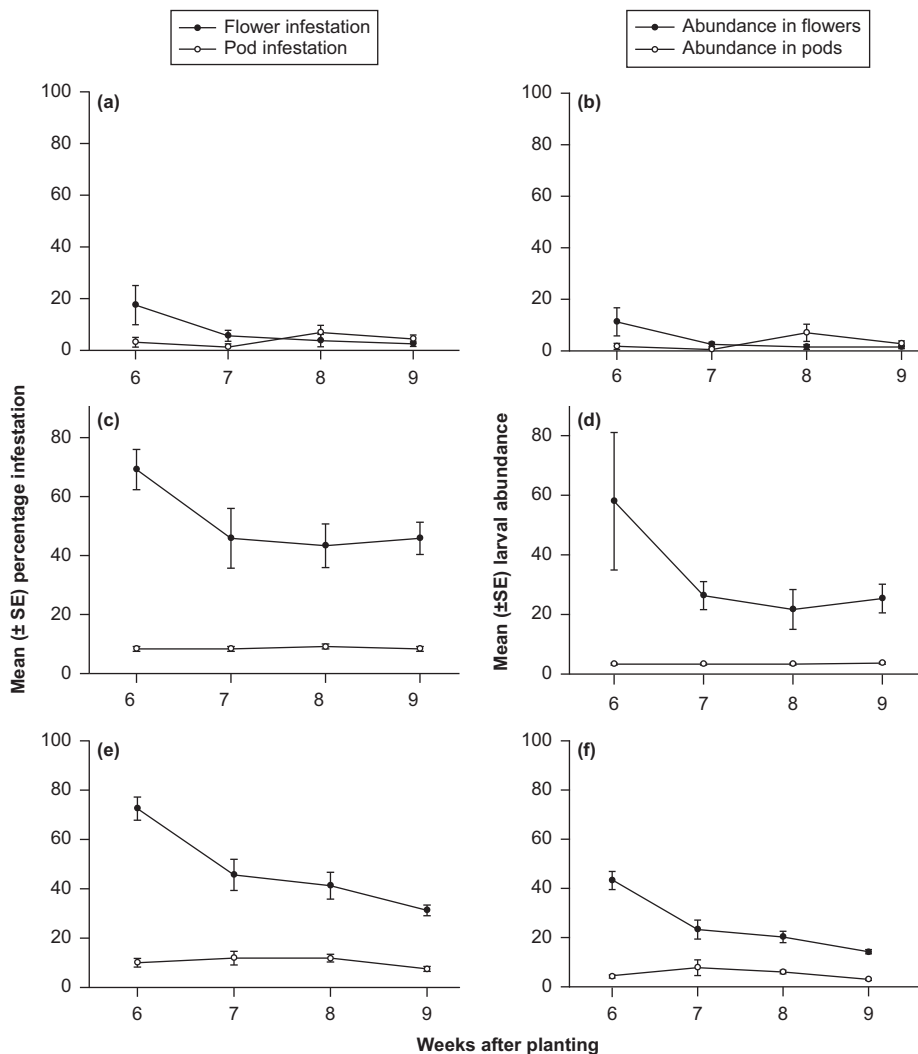 Flower infestation
Pod infestation
Abundance in flowers
Abundance in pods
Mean (± SE) percentage infestation
(a)
100
80
60
40
20
0
6 7 8 9
Mean (±SE) larval abundance
(b)
100
80
60
40
20
0
6 7 8 9
(c)
80
60
40
20
0
6 7 8 9
(d)
80
60
40
20
0
6 7 8 9
(e)
100
80
60
40
20
0
6 7 8 9
(f)
100
80
60
40
20
0
6 7 8 9
Weeks after planting